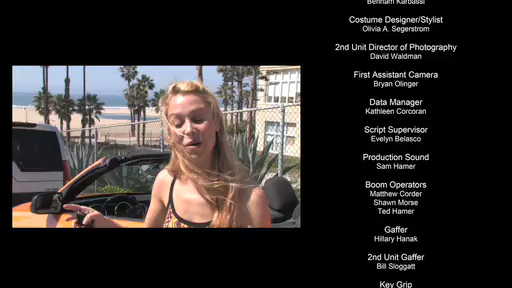 Benham Karbassi
Costume Designer/Stylist
Olivia A. Segerstrom
2nd Unit Director of Photography
David Waldman
First Assistant Camera
Bryan Olinger
Data Manager
Kathleen Corcoran
Script Supervisor
Evelyn Belasco
Production Sound
Sam Hamer
Boom Operators
Matthew Corder
Shawn Morse
Ted Hamer
Gaffer
Hillary Hanak
2nd Unit Gaffer
Bill Sloggatt
Key Grip